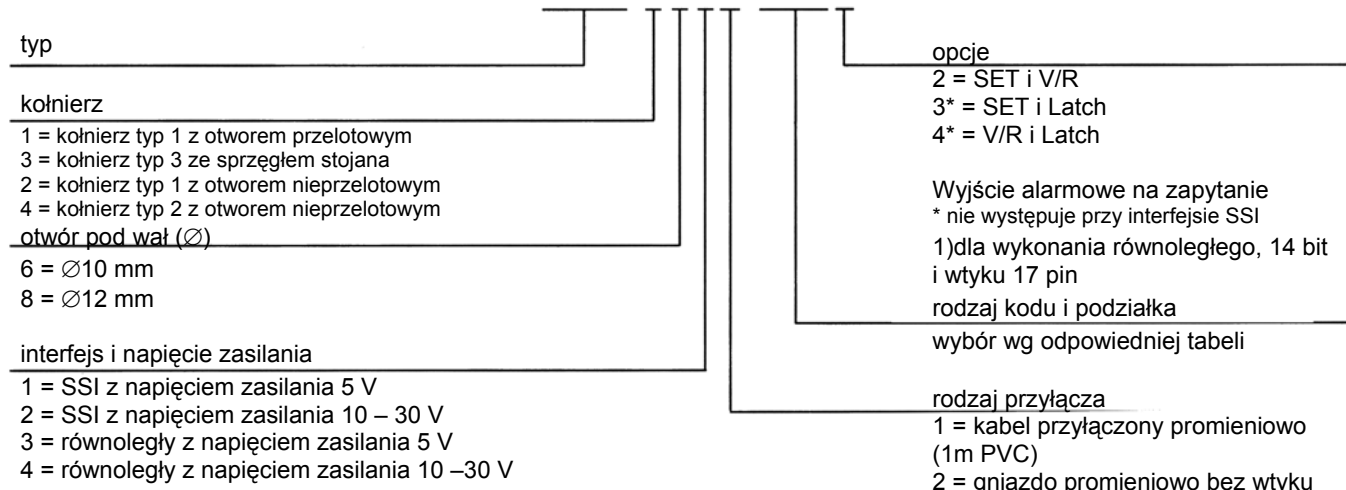 typ
kołnierz
1 = kołnierz typ 1 z otworem przelotowym
3 = kołnierz typ 3 ze sprzęgłem stojana
2 = kołnierz typ 1 z otworem nieprzelotowym
4 = kołnierz typ 2 z otworem nieprzelotowym
otwór pod wał (∅)
6 = ∅10 mm
8 = ∅12 mm
interfejs i napięcie zasilania
1 = SSI z napięciem zasilania 5 V
2 = SSI z napięciem zasilania 10 – 30 V
3 = równoległy z napięciem zasilania 5 V
4 = równoległy z napięciem zasilania 10 –30 V
opcje
2 = SET i V/R
3* = SET i Latch
4* = V/R i Latch
Wyjście alarmowe na zapytanie
* nie występuje przy interfejsie SSI
1)dla wykonania równoległego, 14 bit
i wtyku 17 pin
rodzaj kodu i podziałka
wybór wg odpowiedniej tabeli
rodzaj przyłącza
1 = kabel przyłączony promieniowo
(1m PVC)
2 = gniazdo promieniowo bez wtyku